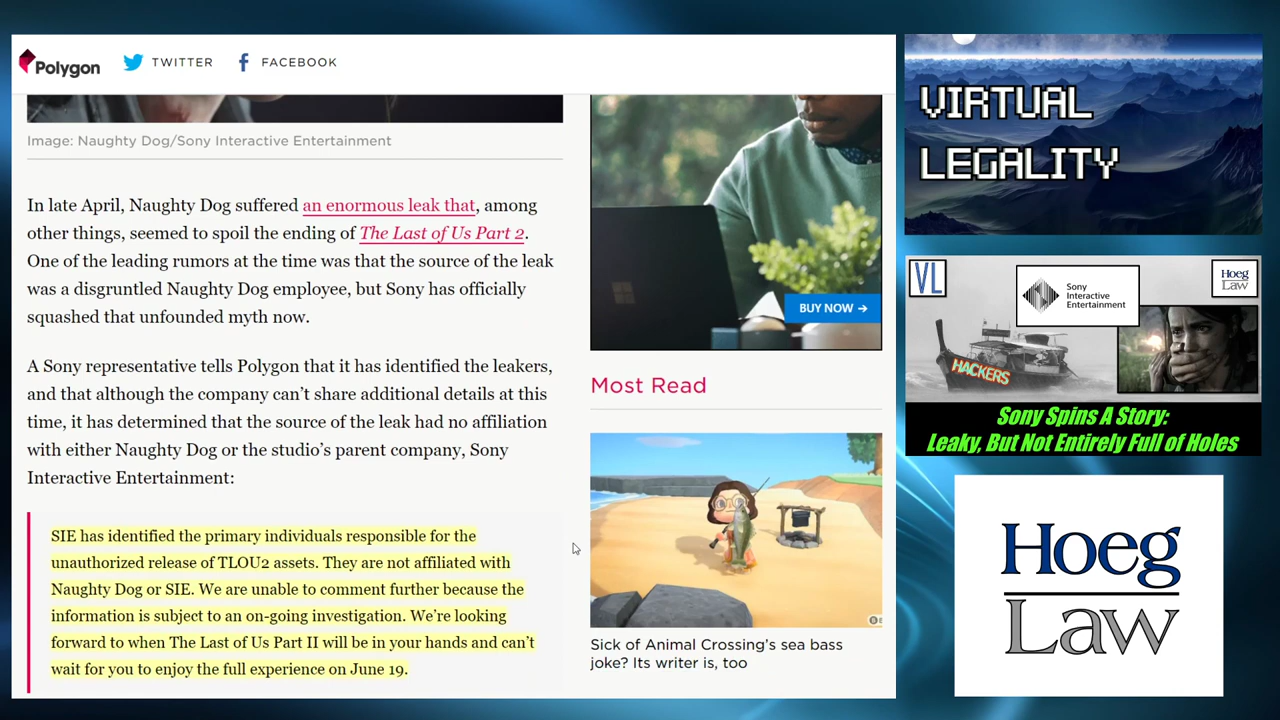 Polygon
TWITTER
FACEBOOK
Image: Naughty Dog/Sony Interactive Entertainment
In late April, Naughty Dog suffered an enormous leak that, among
other things, seemed to spoil the ending of The Last of Us Part 2.
One of the leading rumors at the time was that the source of the leak
was a disgruntled Naughty Dog employee, but Sony has officially
squashed that unfounded myth now.
A Sony representative tells Polygon that it has identified the leakers,
and that although the company can't share additional details at this
time, it has determined that the source of the leak had no affiliation
with either Naughty Dog or the studio's parent company, Sony
Interactive Entertainment:
SIE has identified the primary individuals responsible for the
unauthorized release of TLOU2 assets. They are not affiliated with
Naughty Dog or SIE. We are unable to comment further because the
information is subject to an on-going investigation. We're looking
forward to when The Last of Us Part II will be in your hands and can't
wait for you to enjoy the full experience on June 19.
BUY NOW →
Most Read
Sick of Animal Crossing's sea bass
joke? Its writer is, too
VIRTUAL
LEGALITY
VL
Sony
Interactive
Entertainment
Hoeg
Law
HACKERS
Sony Spins A Story:
Leaky, But Not Entirely Full of Holes
Hoeg
Law